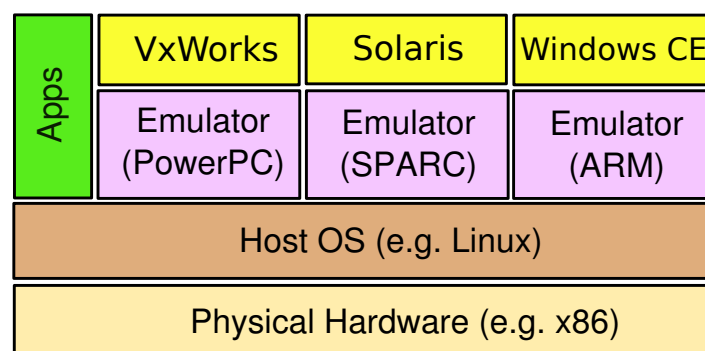 Apps
VxWorks
Solaris
Windows CE
Emulator
(PowerPC)
Emulator
(SPARC)
Emulator
(ARM)
Host OS (e.g. Linux)
Physical Hardware (e.g. x86)